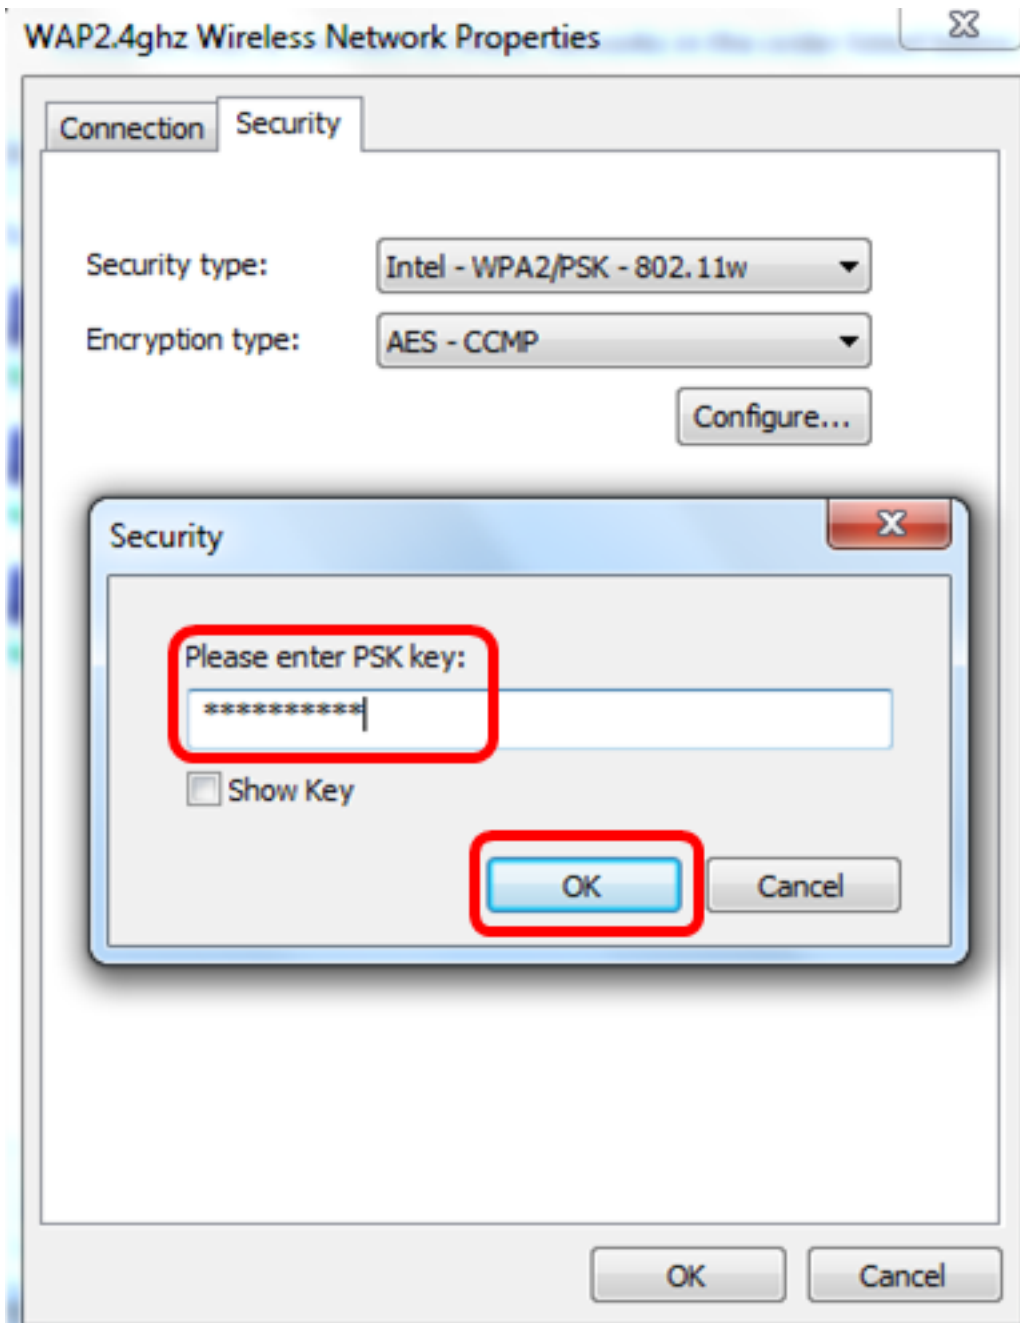 WAP2.4ghz Wireless Network Properties
Connection Security
Security type: Intel - WPA2/PSK - 802.11w
Encryption type: AES - CCMP
Configure...
Security
Please enter PSK key:
**********
Show Key
OK Cancel
OK Cancel